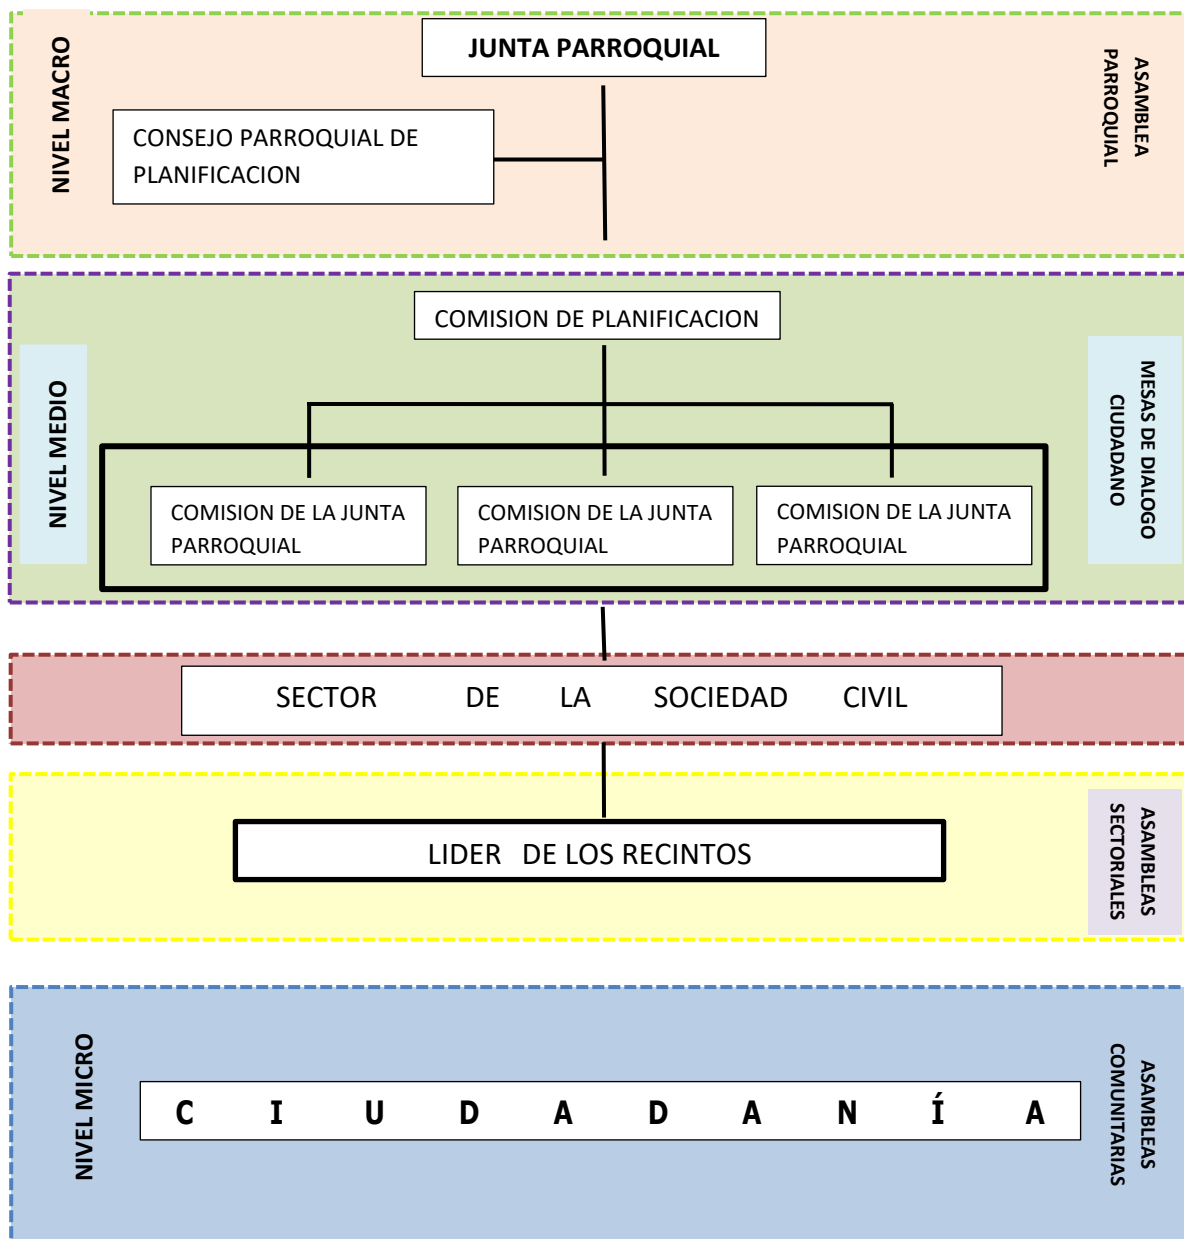 NIVEL MACRO
JUNTA PARROQUIAL
ASAMBLEA
PARROQUIAL
CONSEJO PARROQUIAL DE
PLANIFICACION
NIVEL MEDIO
COMISION DE PLANIFICACION
MESAS DE DIALOGO
CIUDADANO
COMISION DE LA JUNTA
PARROQUIAL
COMISION DE LA JUNTA
PARROQUIAL
COMISION DE LA JUNTA
PARROQUIAL
SECTOR DE LA SOCIEDAD CIVIL
LIDER DE LOS RECINTOS
ASAMBLEAS
SECTORIALES
NIVEL MICRO
C I U D A D A N Í A
ASAMBLEAS
COMUNITARIAS